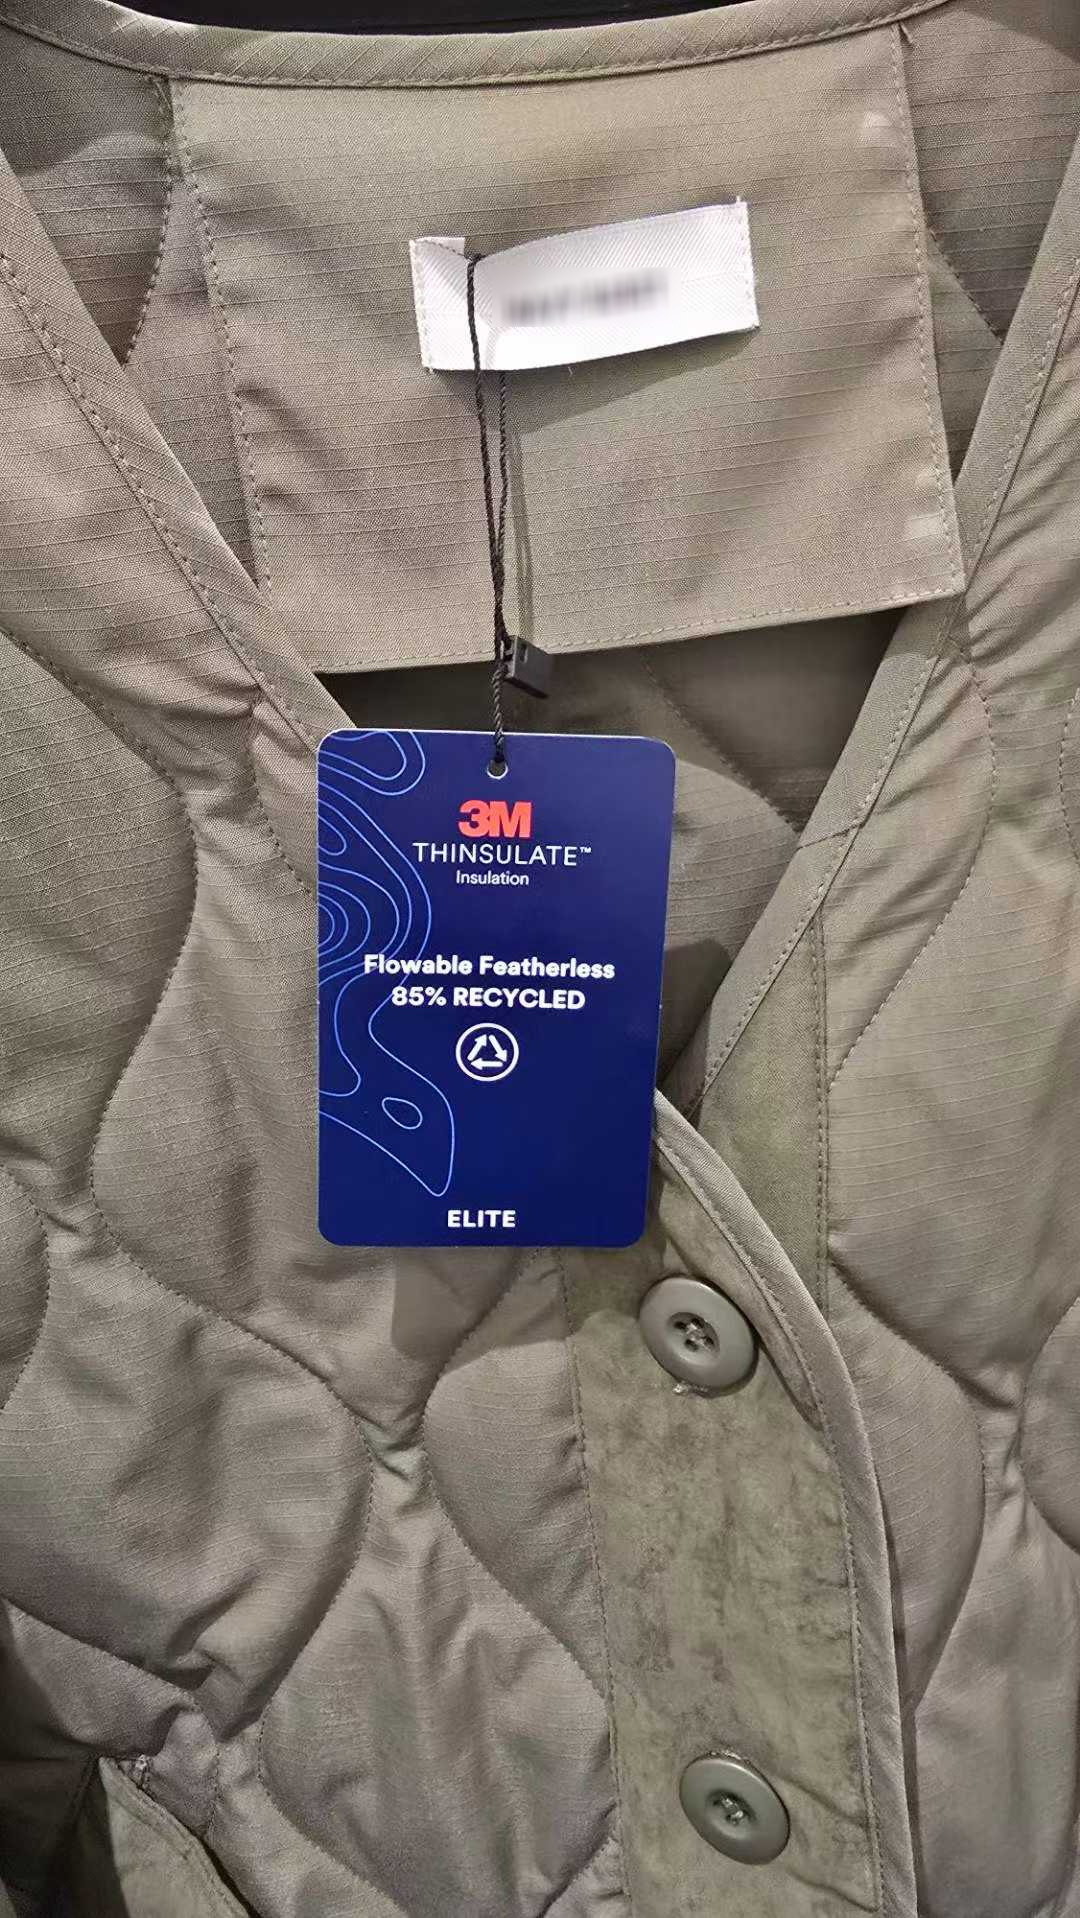 3M
THINSULATE™
Insulation
Flowable Featherless
85% RECYCLED
ELITE